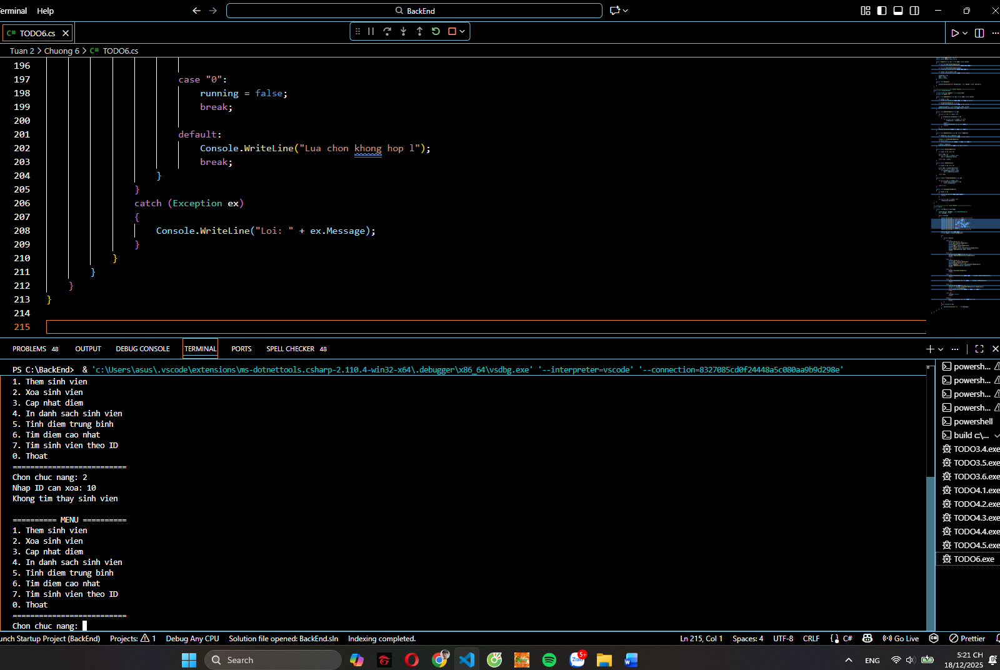 Terminal Help
BackEnd
C# TODO6.cs
Tuan 2 > Chuong 6 > C# TODO6.cs
196
197 case "0":
198 running = false;
199 break;
200
201 default:
202 Console.WriteLine("Lua chon khong hop l");
203 break;
204 }
205 }
206 catch (Exception ex)
207 {
208 Console.WriteLine("Loi: " + ex.Message);
209 }
210 }
211 }
212 }
213 }
214
215
PROBLEMS 48 OUTPUT DEBUG CONSOLE TERMINAL PORTS SPELL CHECKER 48
PS C:\BackEnd> & 'c:\Users\asus\.vscode\extensions\ms-dotnettools.csharp-2.110.4-win32-x64\.debugger\x86_64\vsdbg.exe' '--interpreter=vscode' '--connection=8327085cd0f24448a5c080aa9b9d298e'
1. Them sinh vien
2. Xoa sinh vien
3. Cap nhat diem
4. In danh sach sinh vien
5. Tinh diem trung binh
6. Tim diem cao nhat
7. Tim sinh vien theo ID
0. Thoat
==========================
Chon chuc nang: 2
Nhap ID can xoa: 10
Khong tim thay sinh vien
========== MENU ==========
1. Them sinh vien
2. Xoa sinh vien
3. Cap nhat diem
4. In danh sach sinh vien
5. Tinh diem trung binh
6. Tim diem cao nhat
7. Tim sinh vien theo ID
0. Thoat
==========================
Chon chuc nang:
powersh...
powersh...
powersh...
powersh...
powershell
build c:\...
TODO3.4.exe
TODO3.5.exe
TODO3.6.exe
TODO4.1.exe
TODO4.2.exe
TODO4.3.exe
TODO4.4.exe
TODO4.5.exe
TODO6.exe
unch Startup Project (BackEnd) Projects: 1 Debug Any CPU Solution file opened: BackEnd.sln Indexing completed. Ln 215, Col 1 Spaces: 4 UTF-8 CRLF {} C# Go Live Prettier
Search
Zalo 5+
W
ENG
5:21 CH
18/12/2025